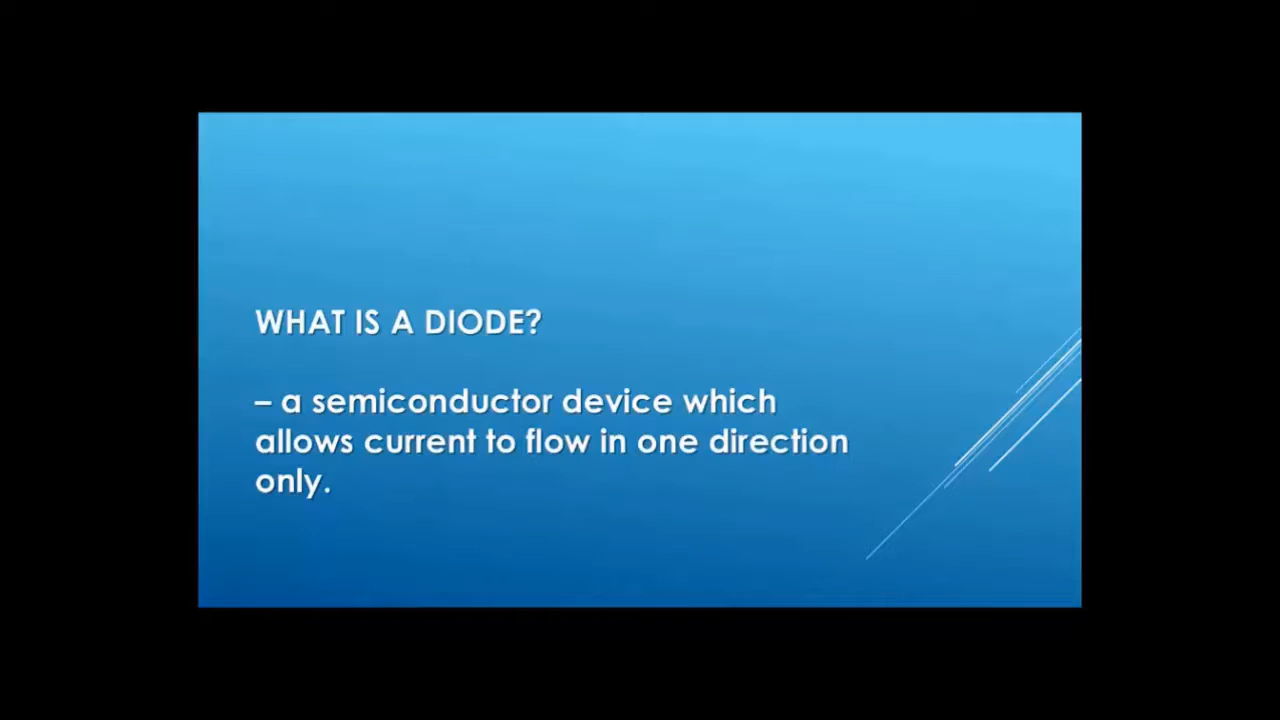 WHAT IS A DIODE?
– a semiconductor device which
allows current to flow in one direction
only.